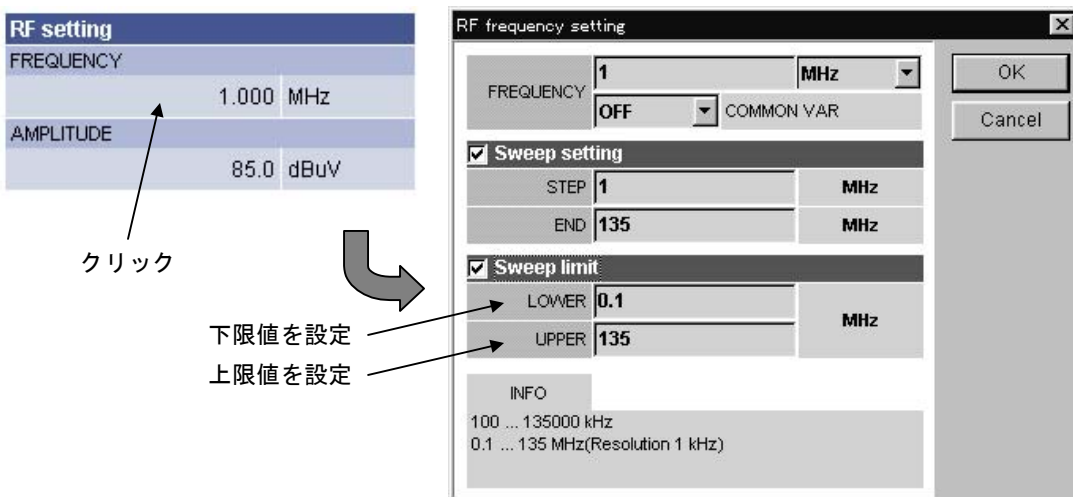 RF setting
FREQUENCY
1.000 MHz
AMPLITUDE
85.0 dBuV
クリック
下限値を設定
上限値を設定
RF frequency setting
FREQUENCY 1 MHz
OFF COMMON VAR
Sweep setting
STEP 1 MHz
END 135 MHz
Sweep limit
LOWER 0.1
MHz
UPPER 135
INFO
100 ... 135000 kHz
0.1 ... 135 MHz(Resolution 1 kHz)
OK
Cancel